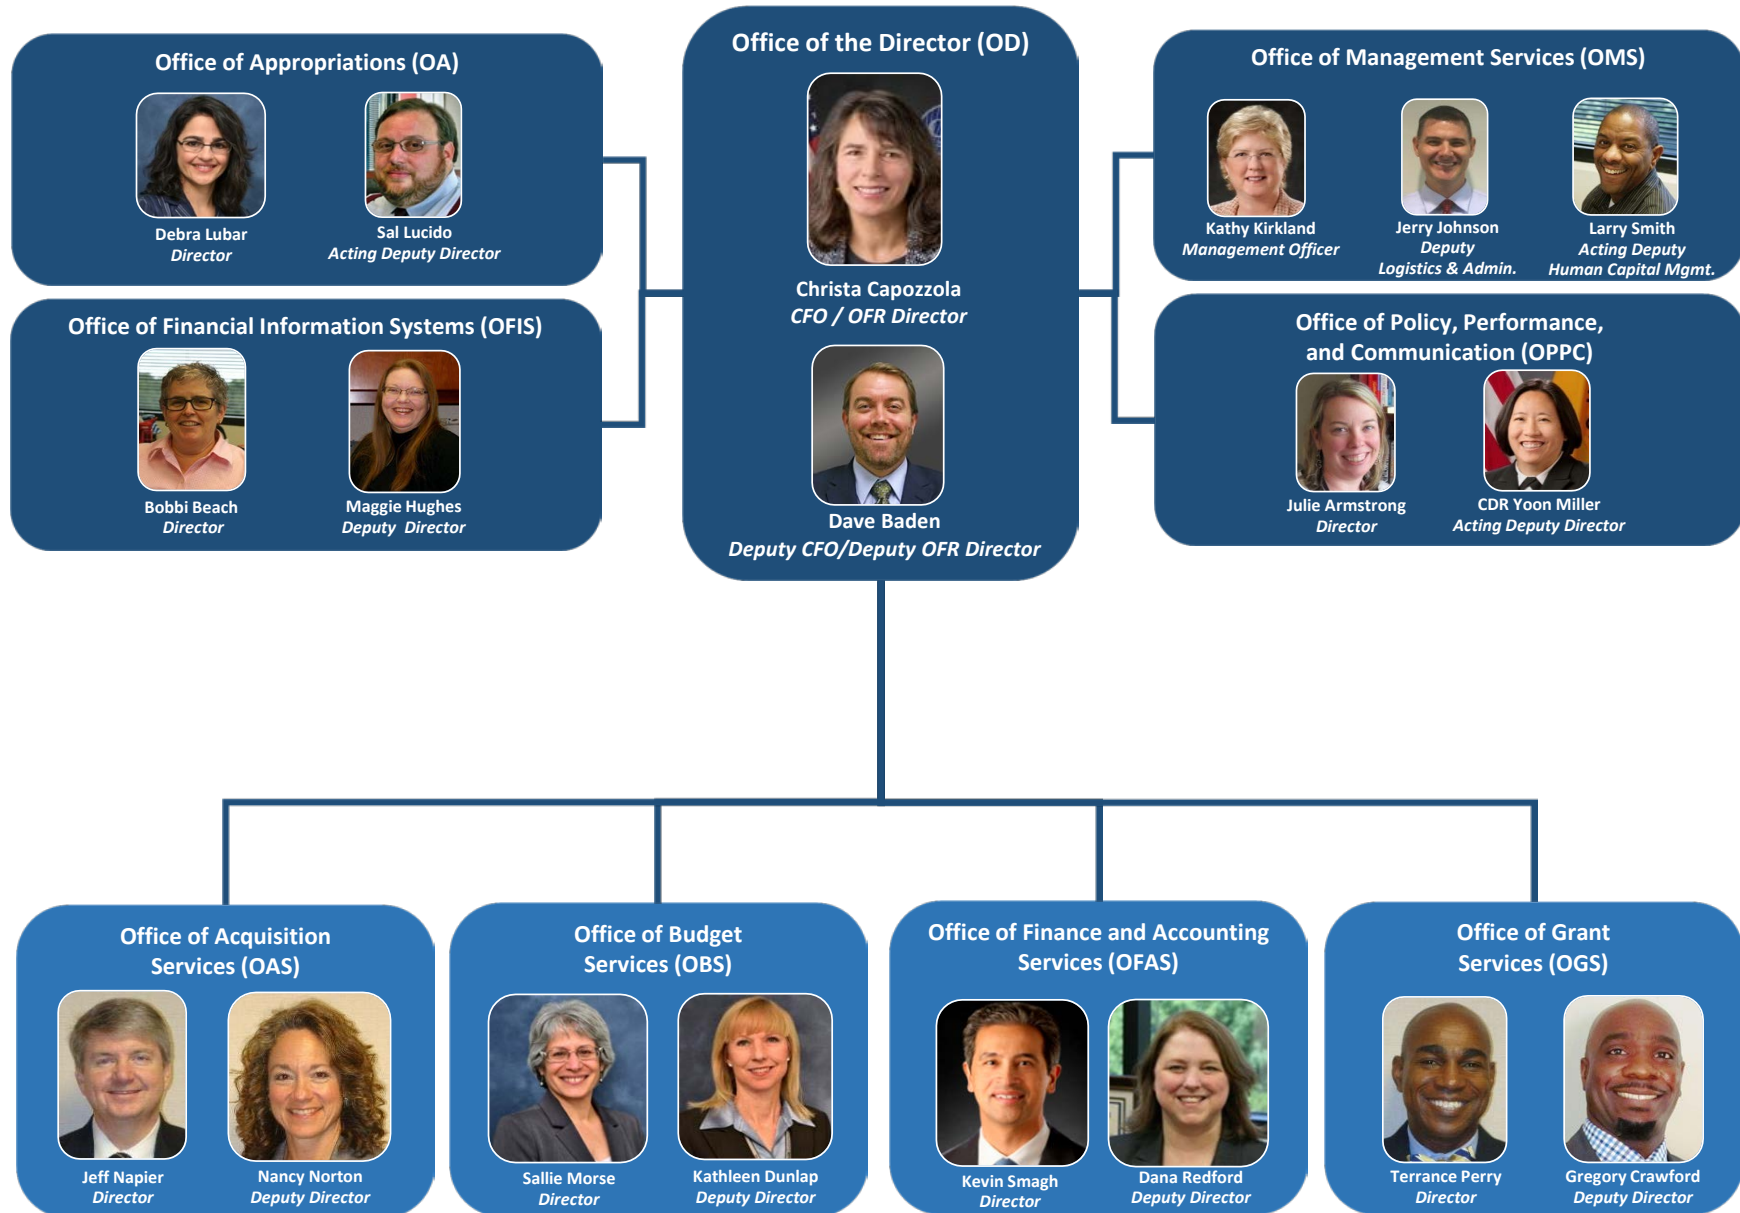 Office of Appropriations (OA)
Debra Lubar
Director
Sal Lucido
Acting Deputy Director
Office of Financial Information Systems (OFIS)
Bobbi Beach
Director
Maggie Hughes
Deputy  Director
Office of the Director (OD)
Christa Capozzola
CFO / OFR Director
Dave Baden
Deputy CFO/Deputy OFR Director
Office of Management Services (OMS)
Kathy Kirkland
Management Officer
Jerry Johnson
Deputy
Logistics & Admin.
Larry Smith
Acting Deputy
Human Capital Mgmt.
Office of Policy, Performance,
and Communication (OPPC)
Julie Armstrong
Director
CDR Yoon Miller
Acting Deputy Director
Office of Acquisition
Services (OAS)
Jeff Napier
Director
Nancy Norton
Deputy Director
Office of Budget
Services (OBS)
Sallie Morse
Director
Kathleen Dunlap
Deputy Director
Office of Finance and Accounting
Services (OFAS)
Kevin Smagh
Director
Dana Redford
Deputy Director
Office of Grant
Services (OGS)
Terrance Perry
Director
Gregory Crawford
Deputy Director